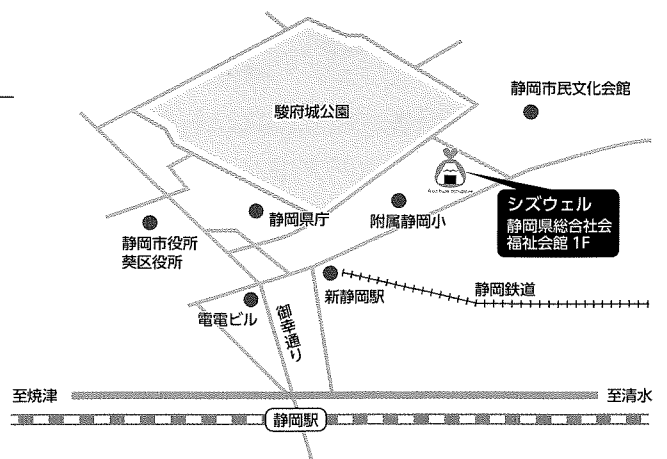 駿府城公園
静岡市民文化会館
シズウェル
静岡県総合社会
福祉会館 1F
附属静岡小
静岡県庁
静岡市役所
葵区役所
新静岡駅
静岡鉄道
電電ビル
御幸通り
至焼津
至清水
静岡駅